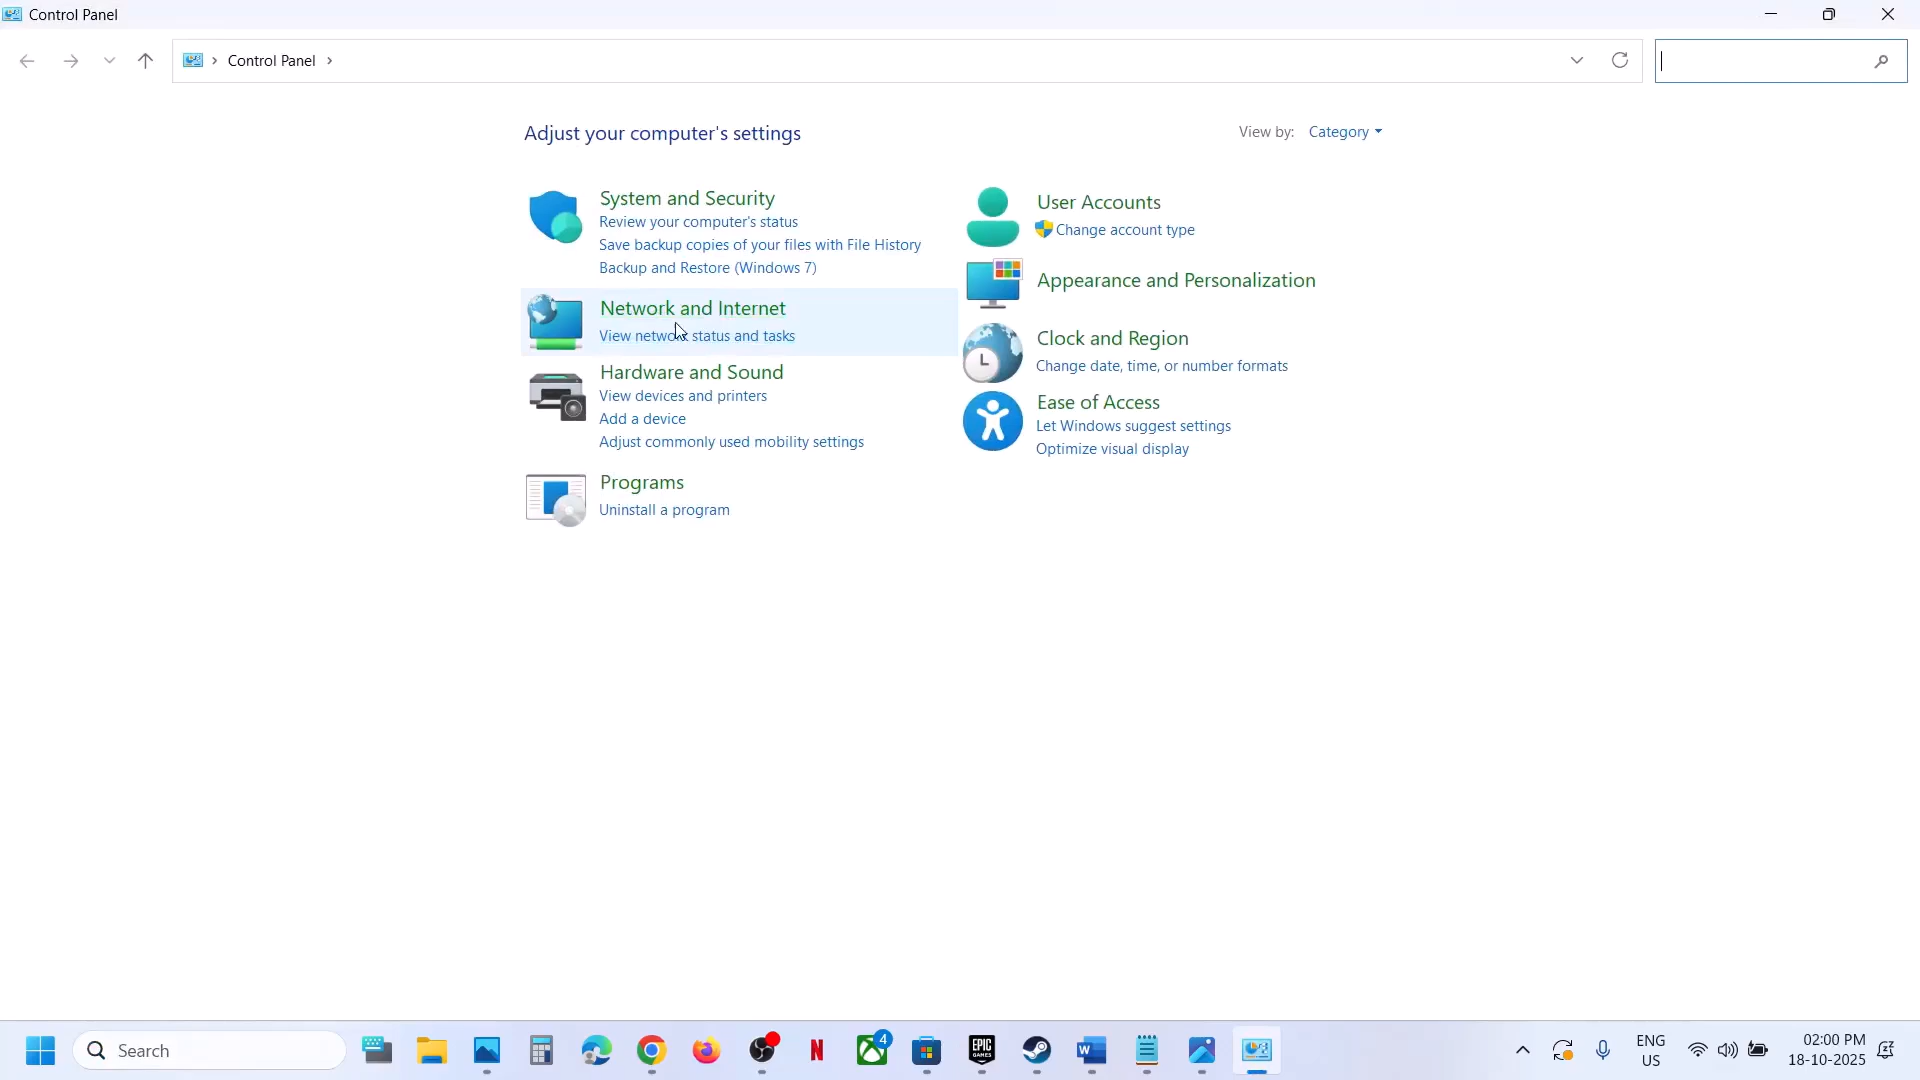 Control Panel
Control Panel
Adjust your computer's settings
View by: Category
System and Security
Review your computer's status
Save backup copies of your files with File History
Backup and Restore (Windows 7)
Network and Internet
View network status and tasks
Hardware and Sound
View devices and printers
Add a device
Adjust commonly used mobility settings
Programs
Uninstall a program
User Accounts
Change account type
Appearance and Personalization
Clock and Region
Change date, time, or number formats
Ease of Access
Let Windows suggest settings
Optimize visual display
Search
N
4
EPIC
GAMES
W
ENG
US
02:00 PM
18-10-2025